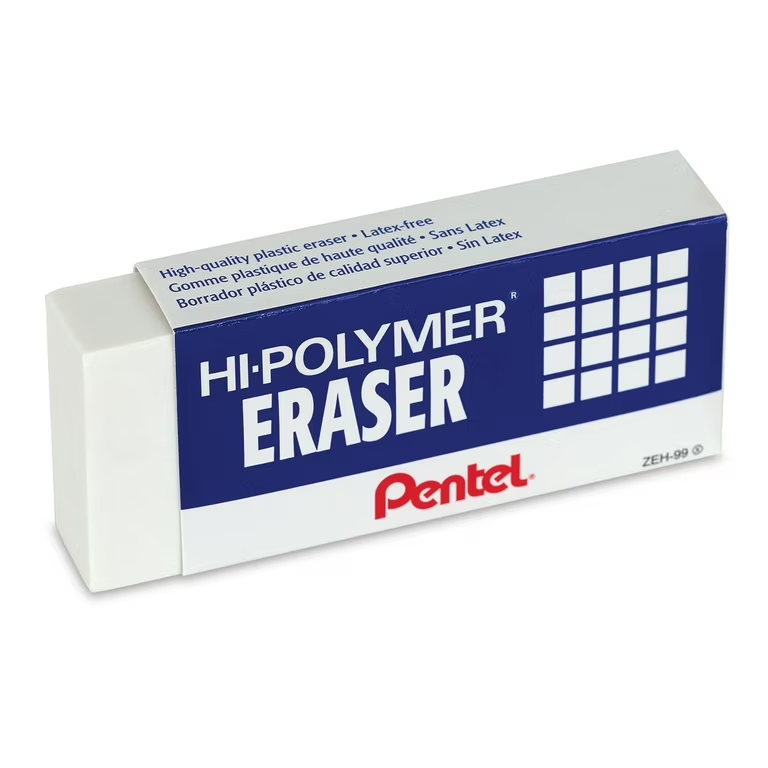 High-quality plastic eraser • Latex-free
Gomme plastique de haute qualité • Sans Latex
Borrador plástico de calidad superior • Sin Latex
HI-POLYMER®
ERASER
Pentel®
ZEH-99 Ⓢ